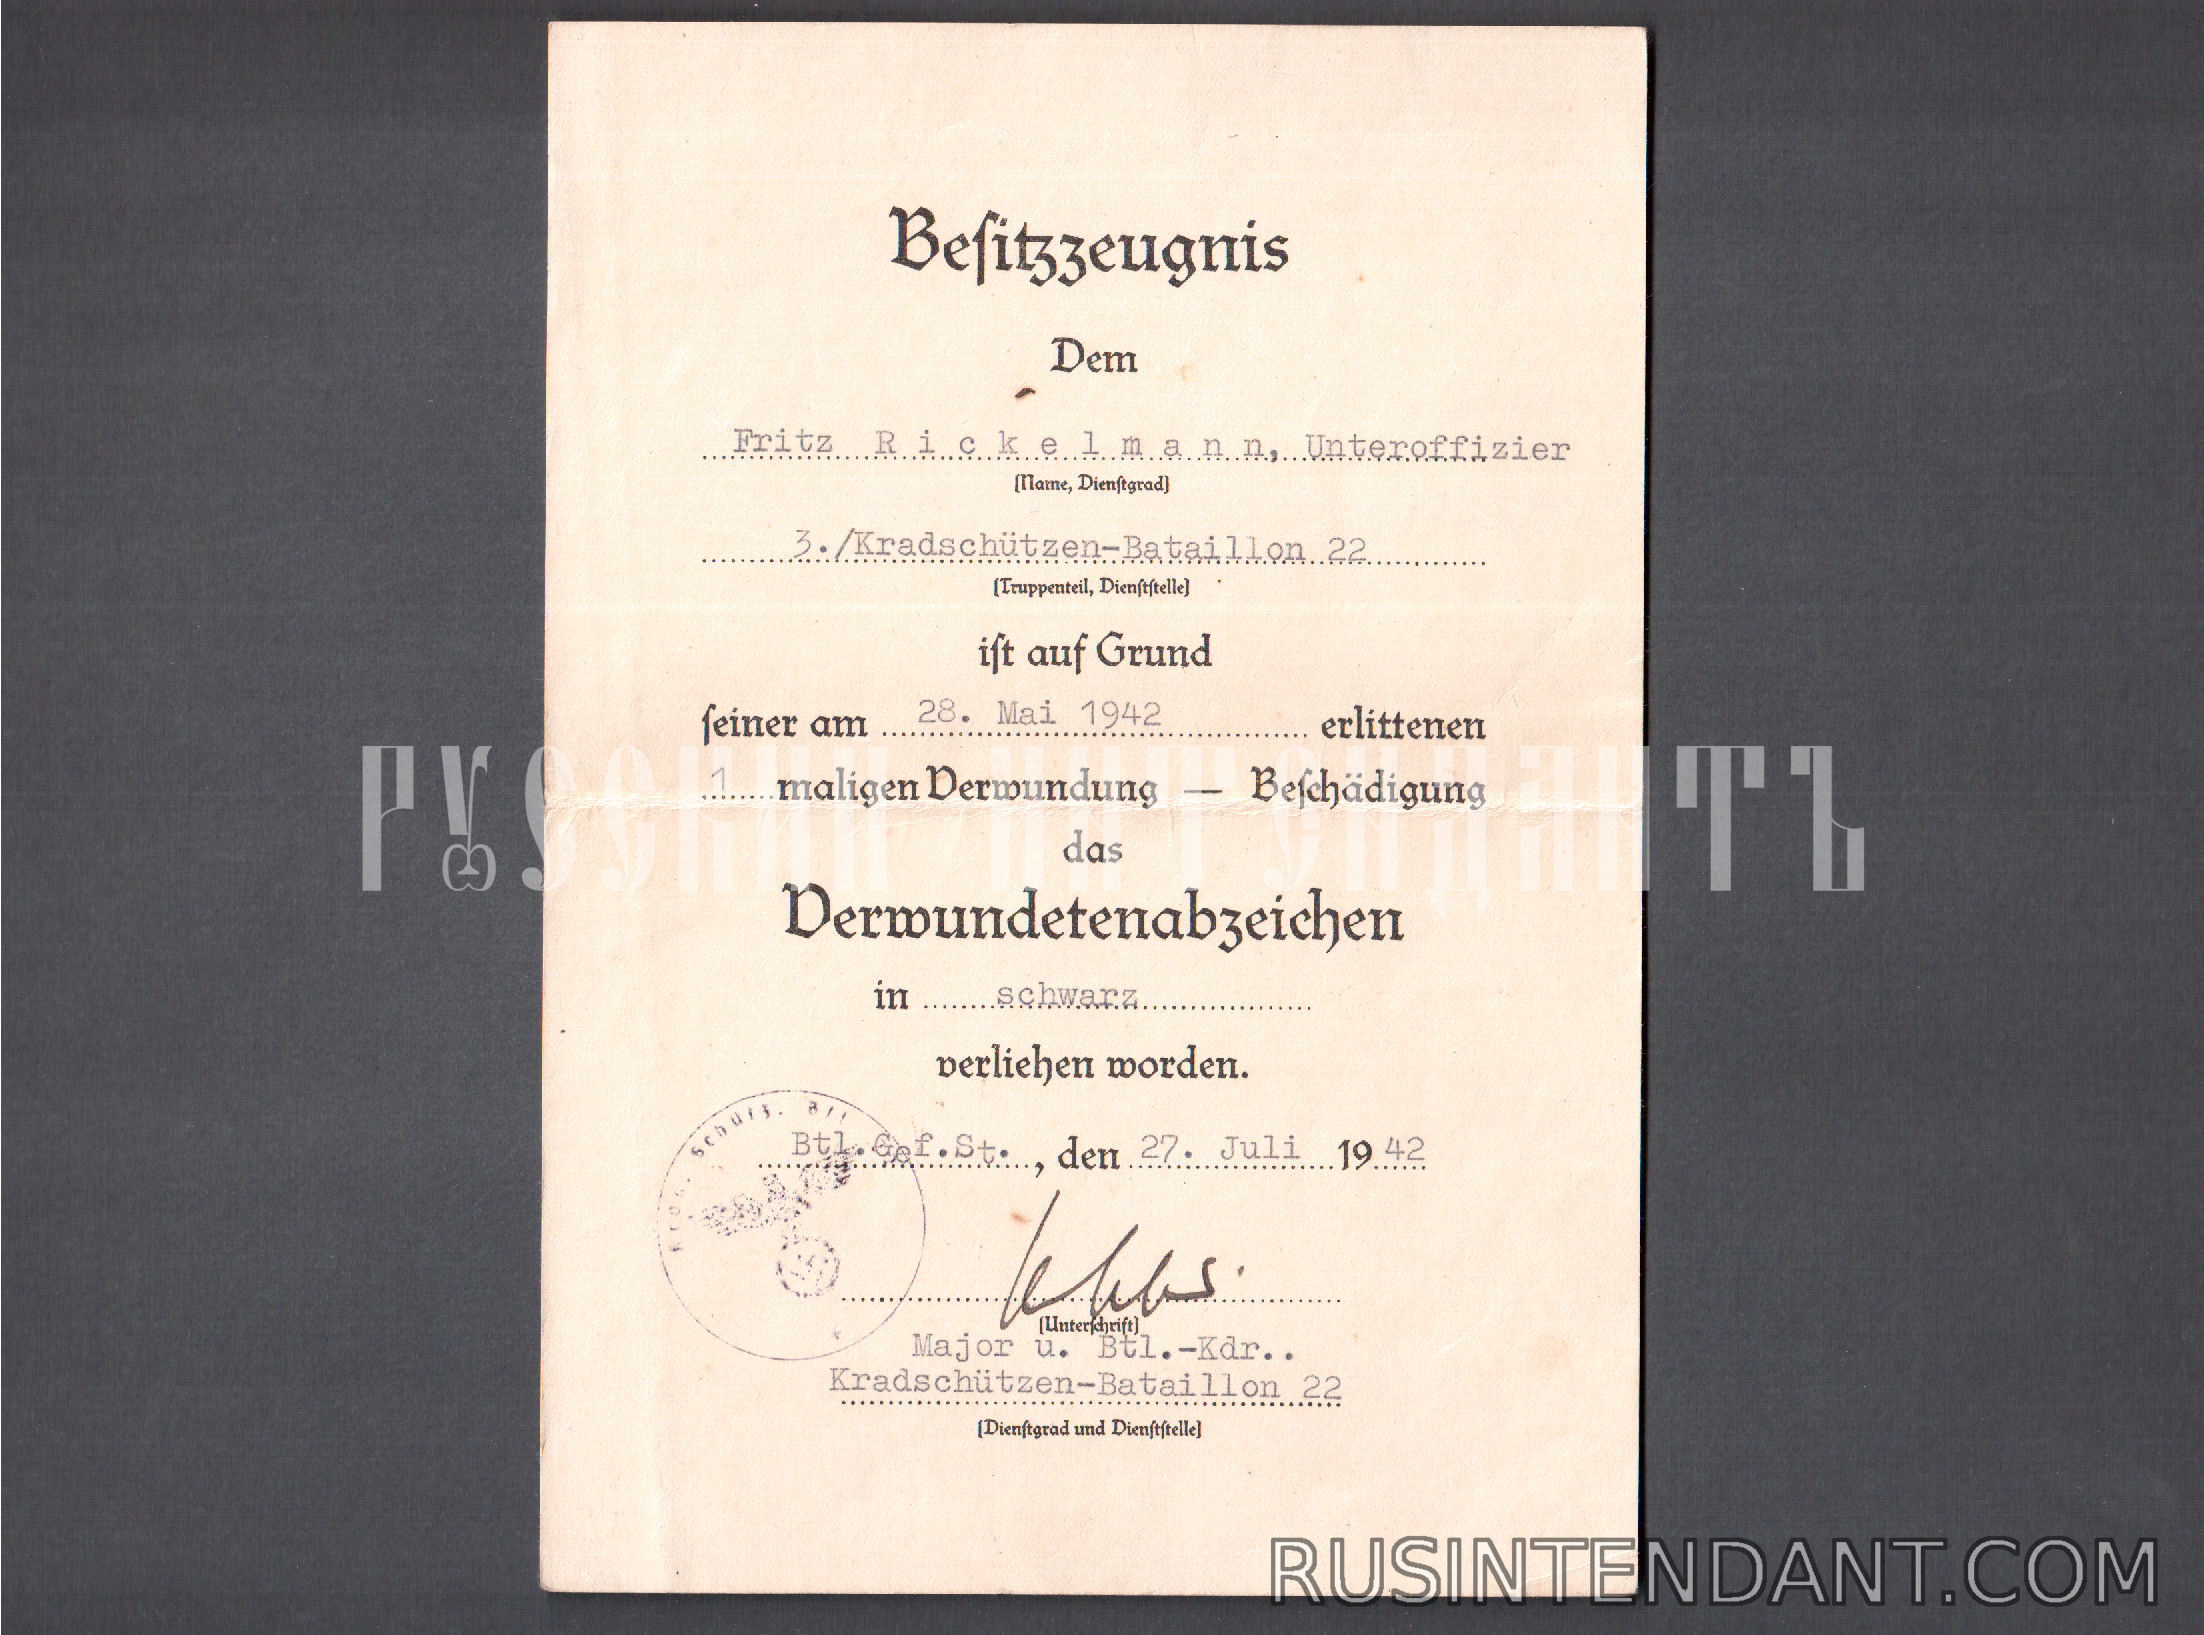 Besitzzeugnis
Dem
Fritz Rickelmann, Unteroffizier
(Name, Dienstgrad)
3./Kradschützen-Bataillon 22
(Truppenteil, Dienststelle)
ist auf Grund
seiner am 28. Mai 1942 erlittenen
1 maligen Verwundung — Beschädigung
das
Verwundetenabzeichen
in schwarz
verliehen worden.
Btl.Gef.St., den 27. Juli 1942
(Unterschrift)
Major u. Btl.-Kdr..
Kradschützen-Bataillon 22
(Dienstgrad und Dienststelle)
RUSINTENDANT.COM